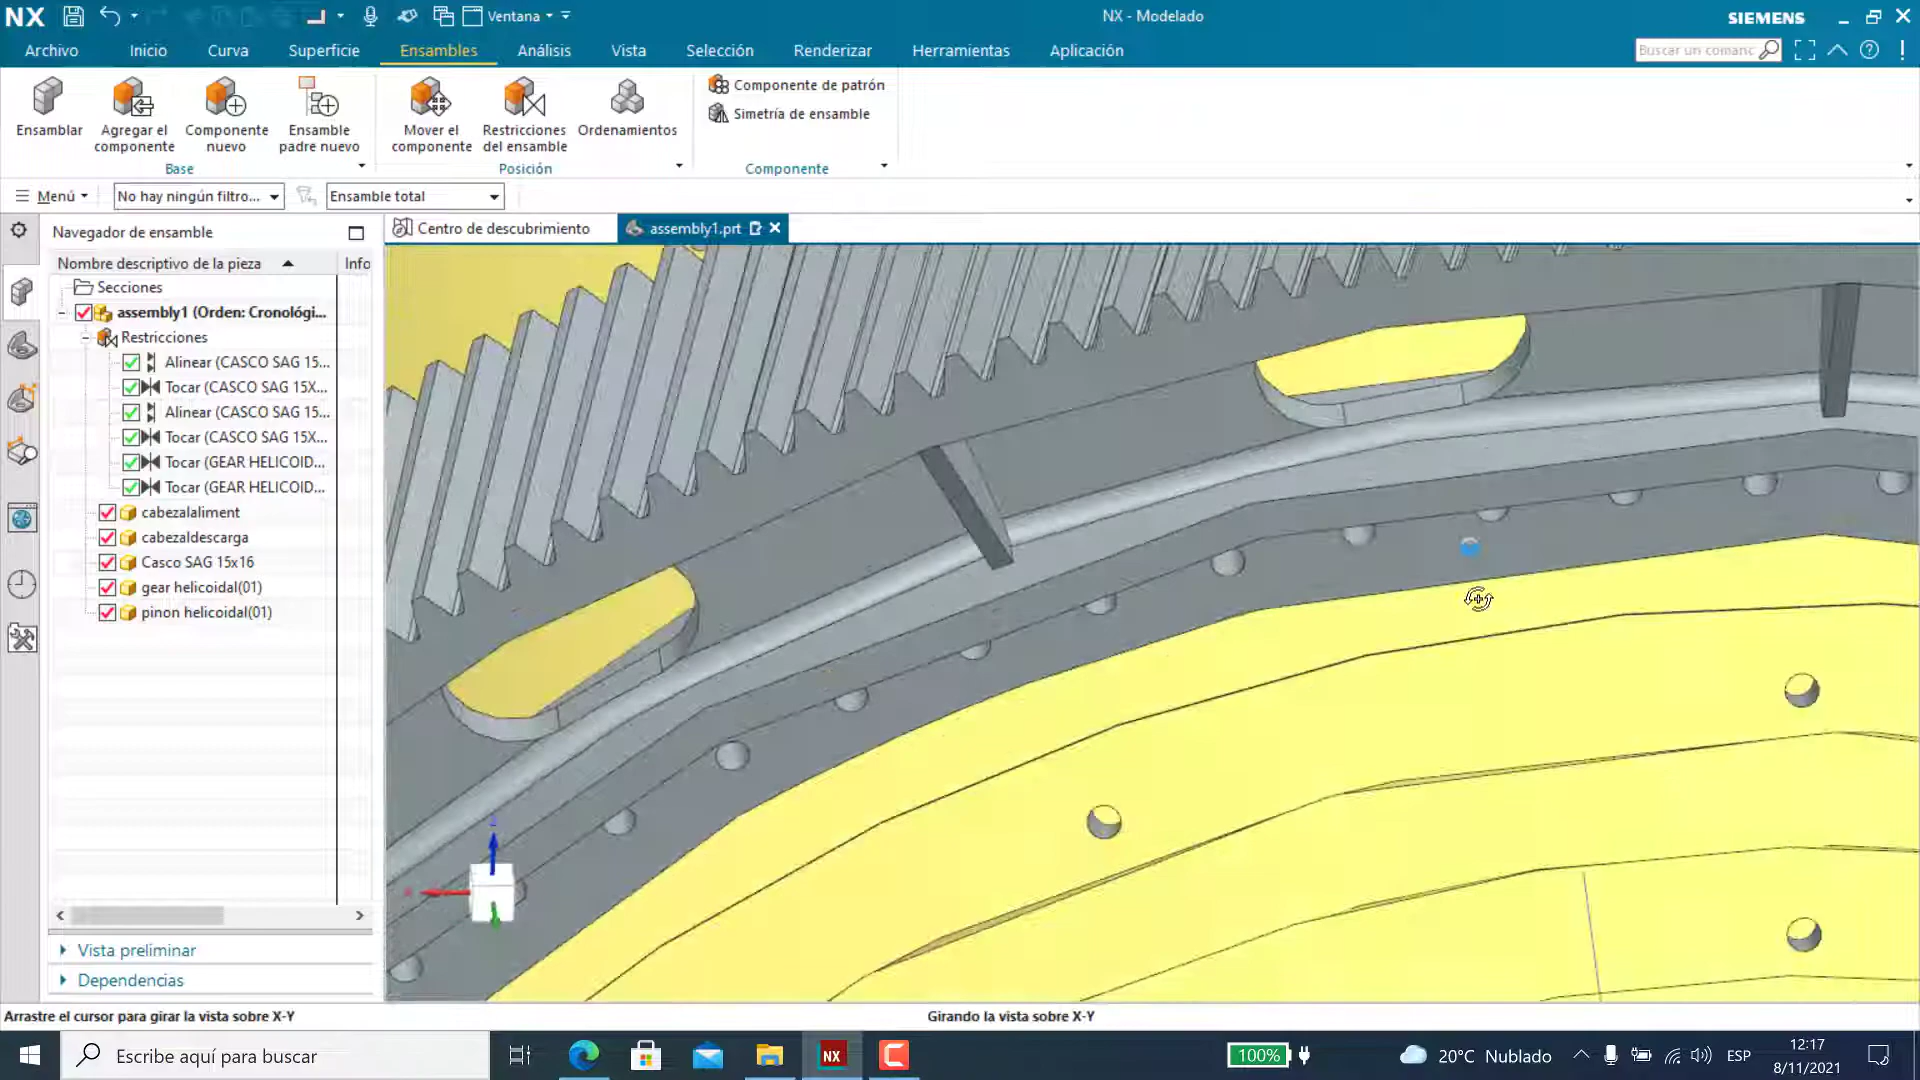 NX
Ventana
NX - Modelado
SIEMENS
Archivo
Inicio
Curva
Superficie
Ensambles
Análisis
Vista
Selección
Renderizar
Herramientas
Aplicación
Buscar un comanc
Ensamblar
Agregar el
componente
Componente
nuevo
Ensamble
padre nuevo
Mover el
componente
Restricciones
del ensamble
Ordenamientos
Componente de patrón
Simetría de ensamble
Base
Posición
Componente
Menú
No hay ningún filtro...
Ensamble total
Navegador de ensamble
Centro de descubrimiento
assembly1.prt
Nombre descriptivo de la pieza
Info
Secciones
assembly1 (Orden: Cronológi...
Restricciones
Alinear (CASCO SAG 15...
Tocar (CASCO SAG 15X...
Alinear (CASCO SAG 15...
Tocar (CASCO SAG 15X...
Tocar (GEAR HELICOID...
Tocar (GEAR HELICOID...
cabezalaliment
cabezaldescarga
Casco SAG 15x16
gear helicoidal(01)
pinon helicoidal(01)
Vista preliminar
Dependencias
Arrastre el cursor para girar la vista sobre X-Y
Girando la vista sobre X-Y
Escribe aquí para buscar
NX
100%
20°C Nublado
ESP
12:17
8/11/2021